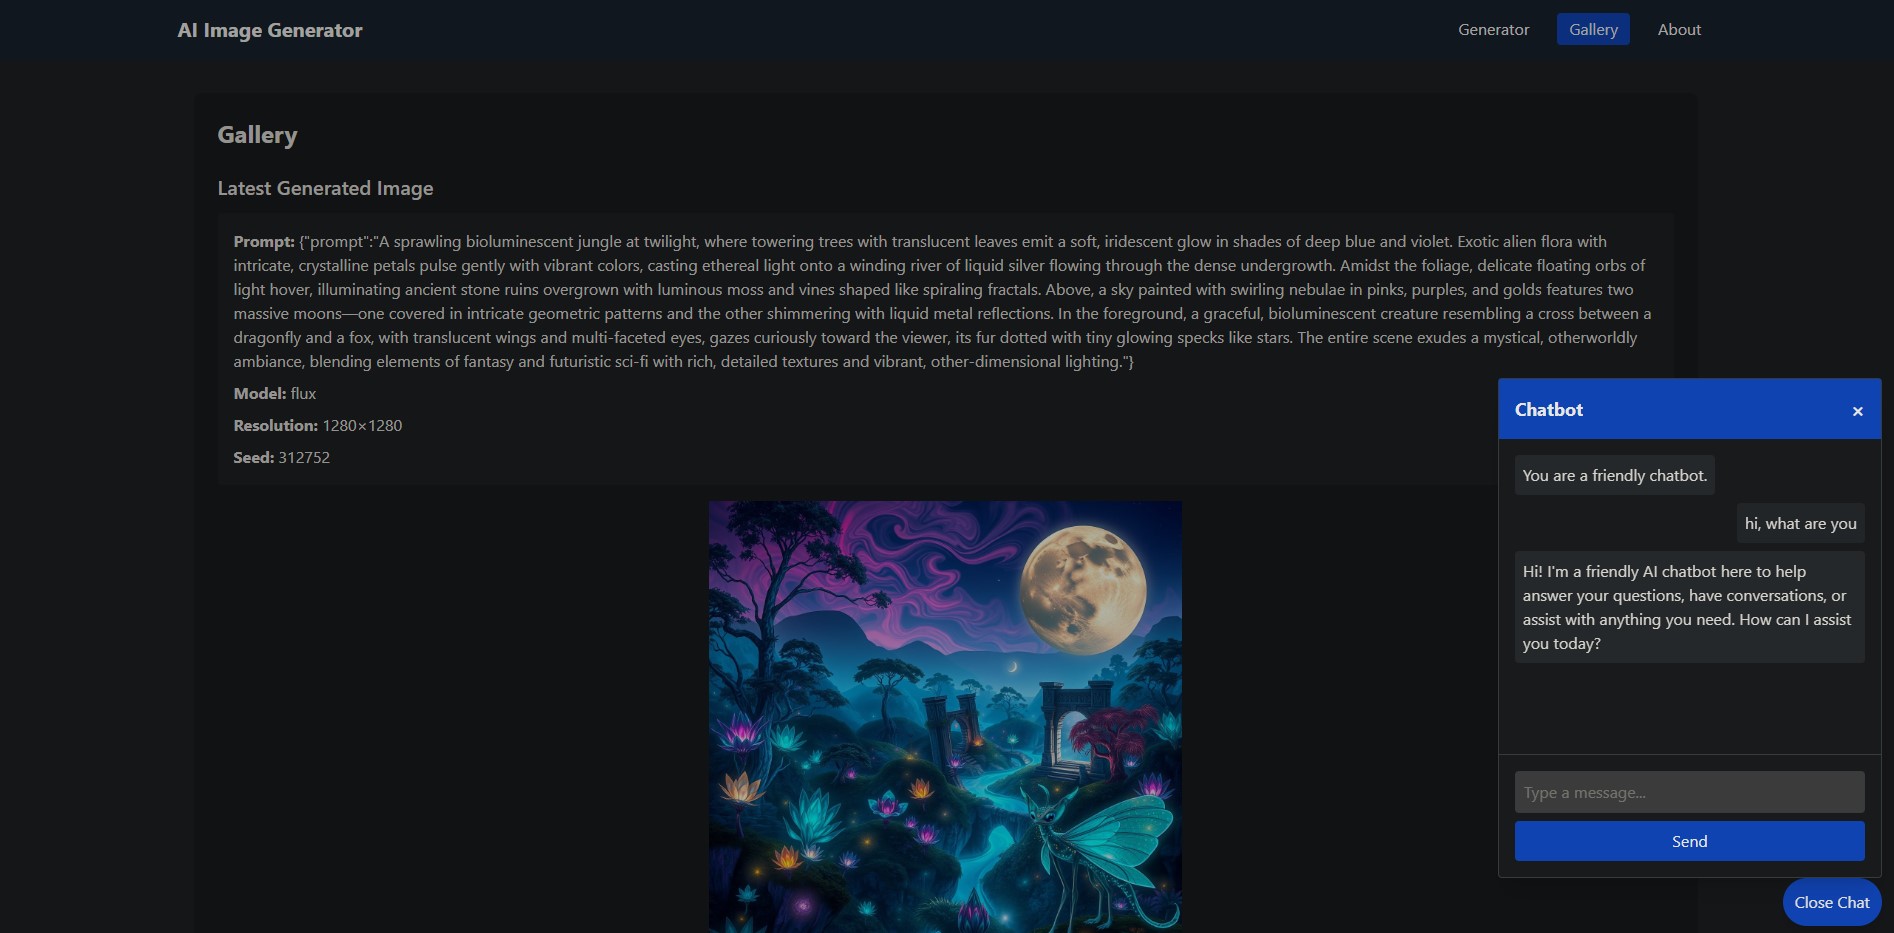 AI Image Generator
Generator
Gallery
About
Gallery
Latest Generated Image
Prompt: {"prompt":"A sprawling bioluminescent jungle at twilight, where towering trees with translucent leaves emit a soft, iridescent glow in shades of deep blue and violet. Exotic alien flora with
intricate, crystalline petals pulse gently with vibrant colors, casting ethereal light onto a winding river of liquid silver flowing through the dense undergrowth. Amidst the foliage, delicate floating orbs of
light hover, illuminating ancient stone ruins overgrown with luminous moss and vines shaped like spiraling fractals. Above, a sky painted with swirling nebulae in pinks, purples, and golds features two
massive moons—one covered in intricate geometric patterns and the other shimmering with liquid metal reflections. In the foreground, a graceful, bioluminescent creature resembling a cross between a
dragonfly and a fox, with translucent wings and multi-faceted eyes, gazes curiously toward the viewer, its fur dotted with tiny glowing specks like stars. The entire scene exudes a mystical, otherworldly
ambiance, blending elements of fantasy and futuristic sci-fi with rich, detailed textures and vibrant, other-dimensional lighting."}
Model: flux
Resolution: 1280×1280
Seed: 312752
Chatbot
×
You are a friendly chatbot.
hi, what are you
Hi! I'm a friendly AI chatbot here to help
answer your questions, have conversations, or
assist with anything you need. How can I assist
you today?
Type a message...
Send
Close Chat